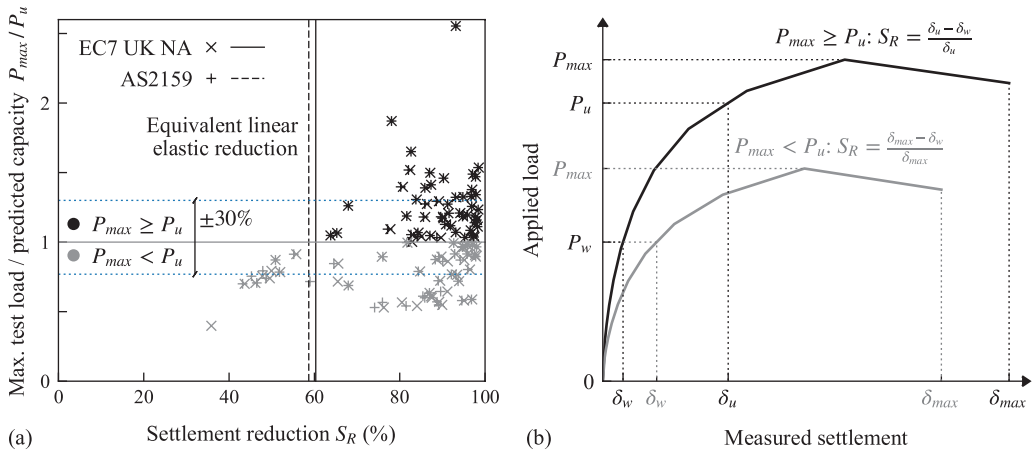 Max. test load / predicted capacity P_max / P_u
2
1
0
EC7 UK NA × —
AS2159 + ---
Equivalent linear
elastic reduction
±30%
● P_max ≥ P_u
● P_max < P_u
0 20 40 60 80 100
Settlement reduction S_R (%)
(a)
Applied load
P_max
P_u
P_max
P_w
0
P_max ≥ P_u: S_R = (δ_u − δ_w)/δ_u
P_max < P_u: S_R = (δ_max − δ_w)/δ_max
δ_w δ_w δ_u δ_max δ_max
Measured settlement
(b)